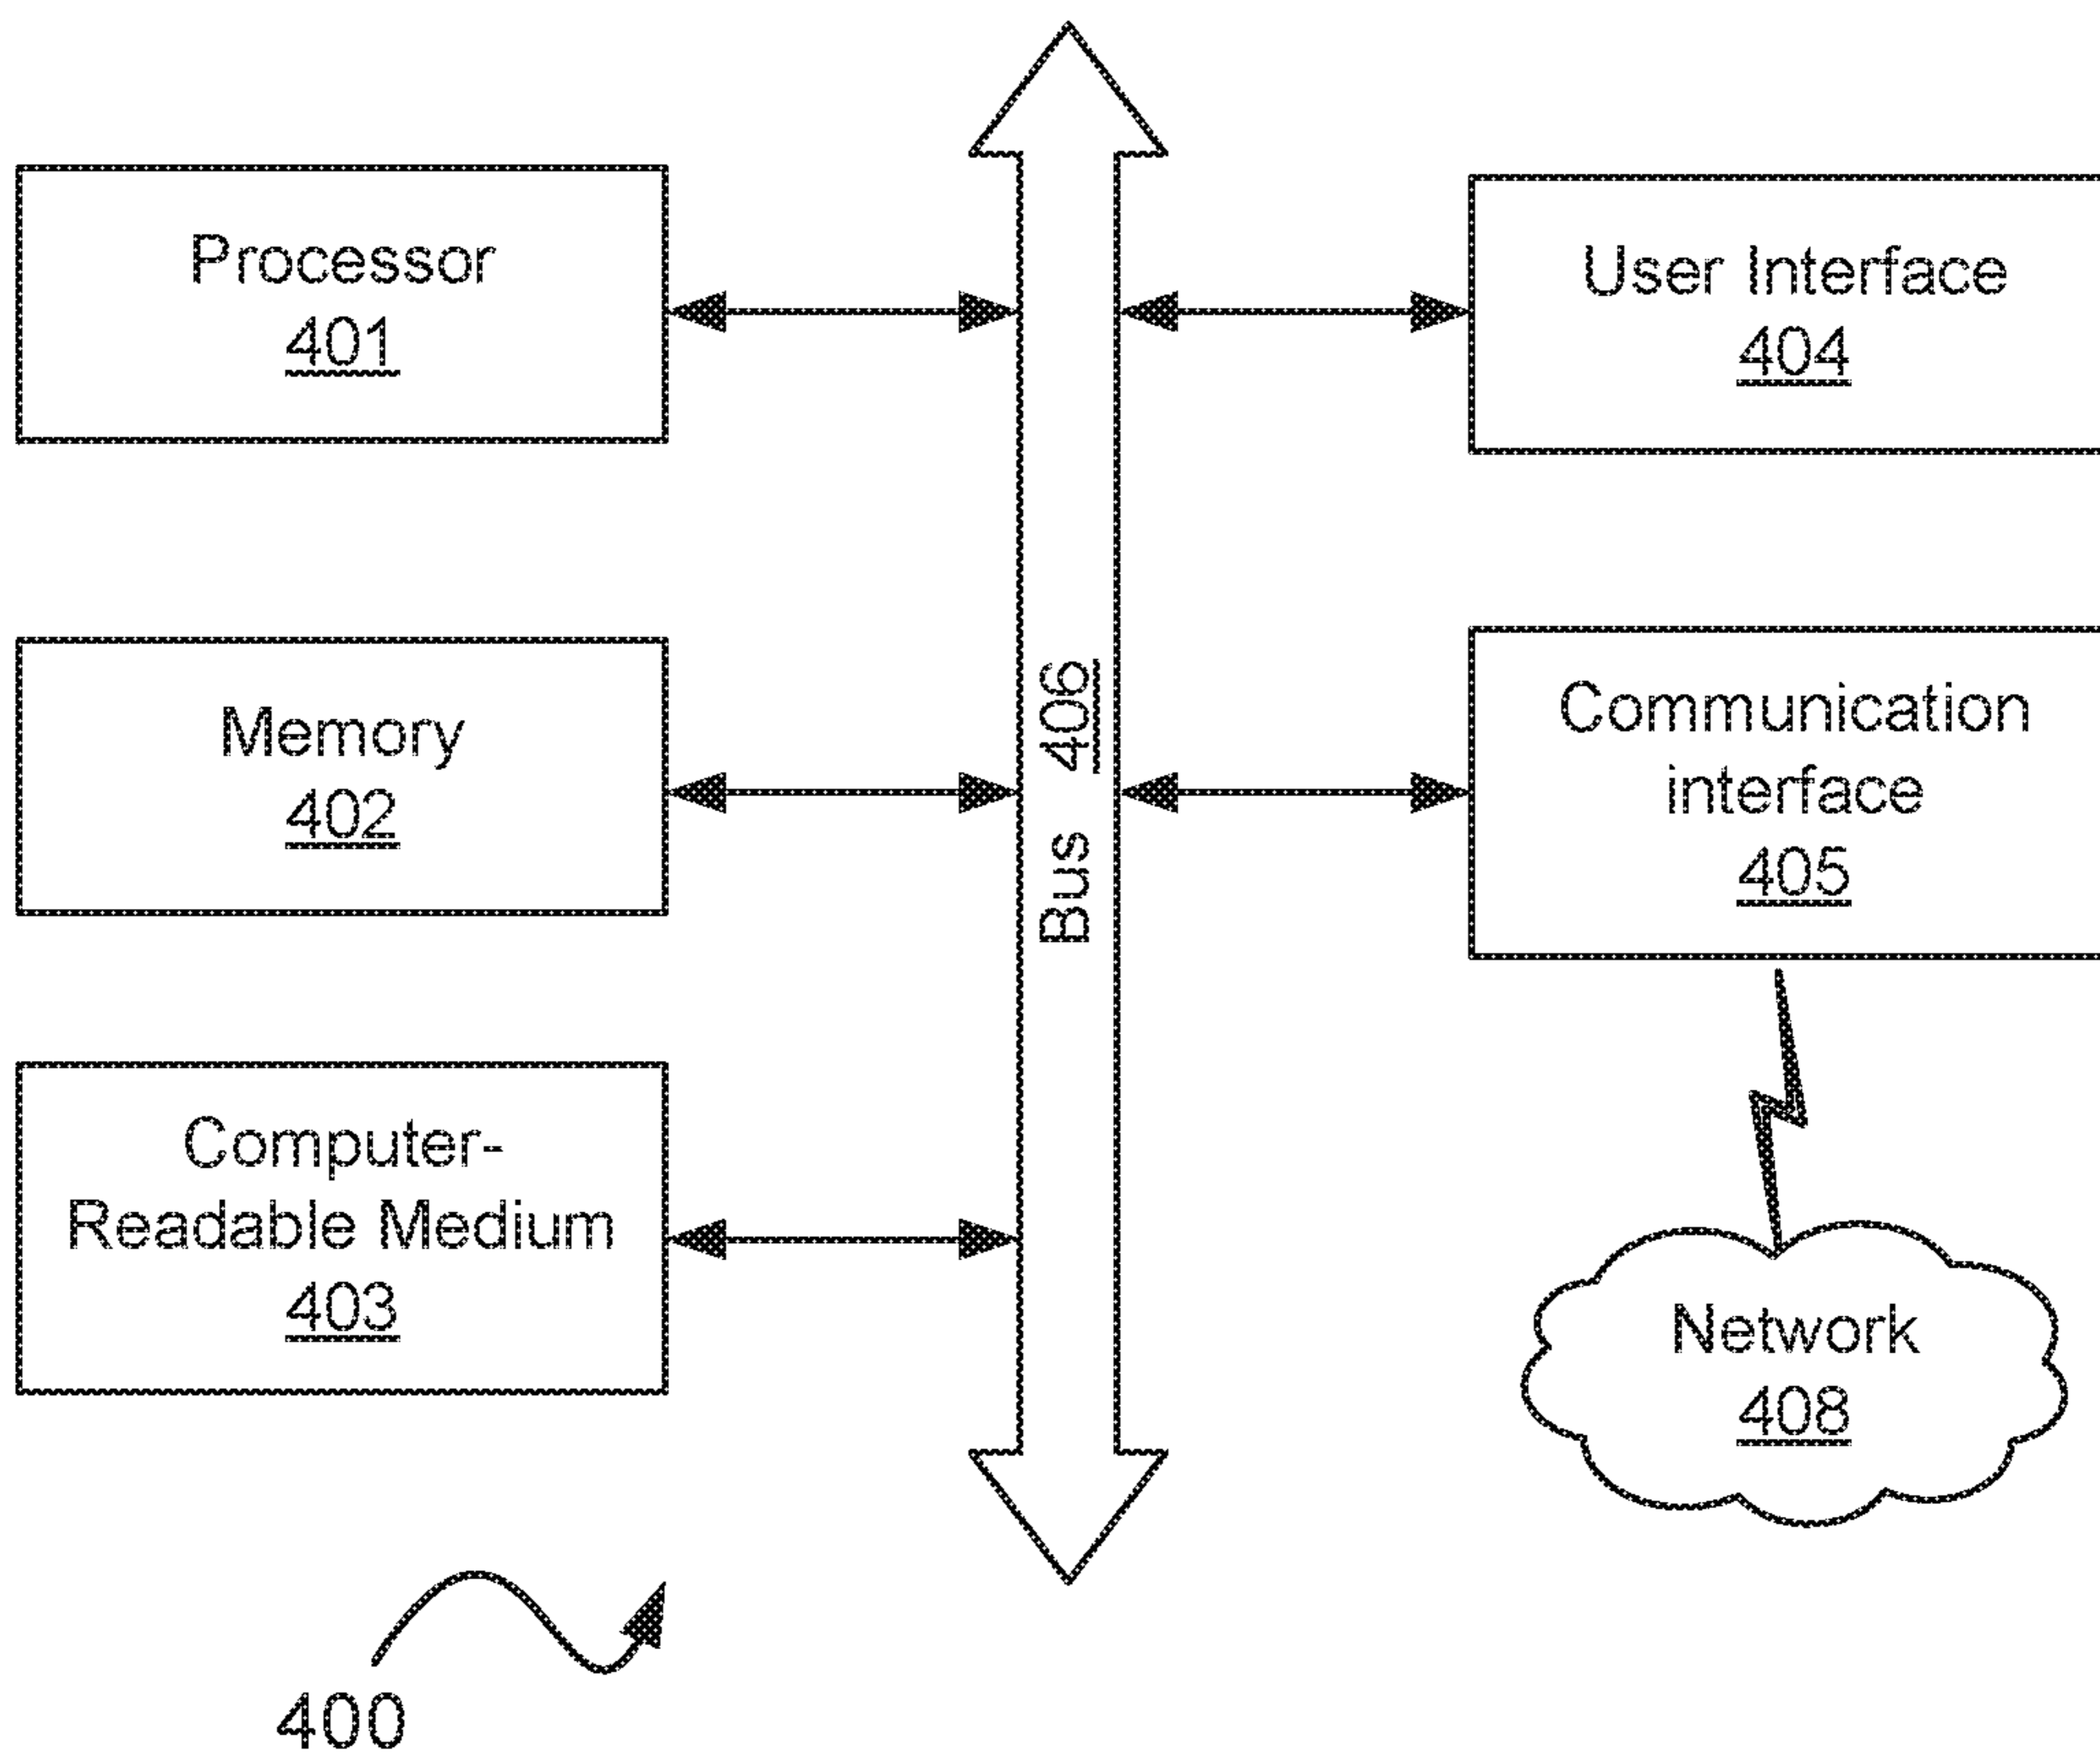 Processor
401
User Interface
404
Memory
402
Bus 406
Communication
interface
405
Computer-
Readable Medium
403
Network
408
400